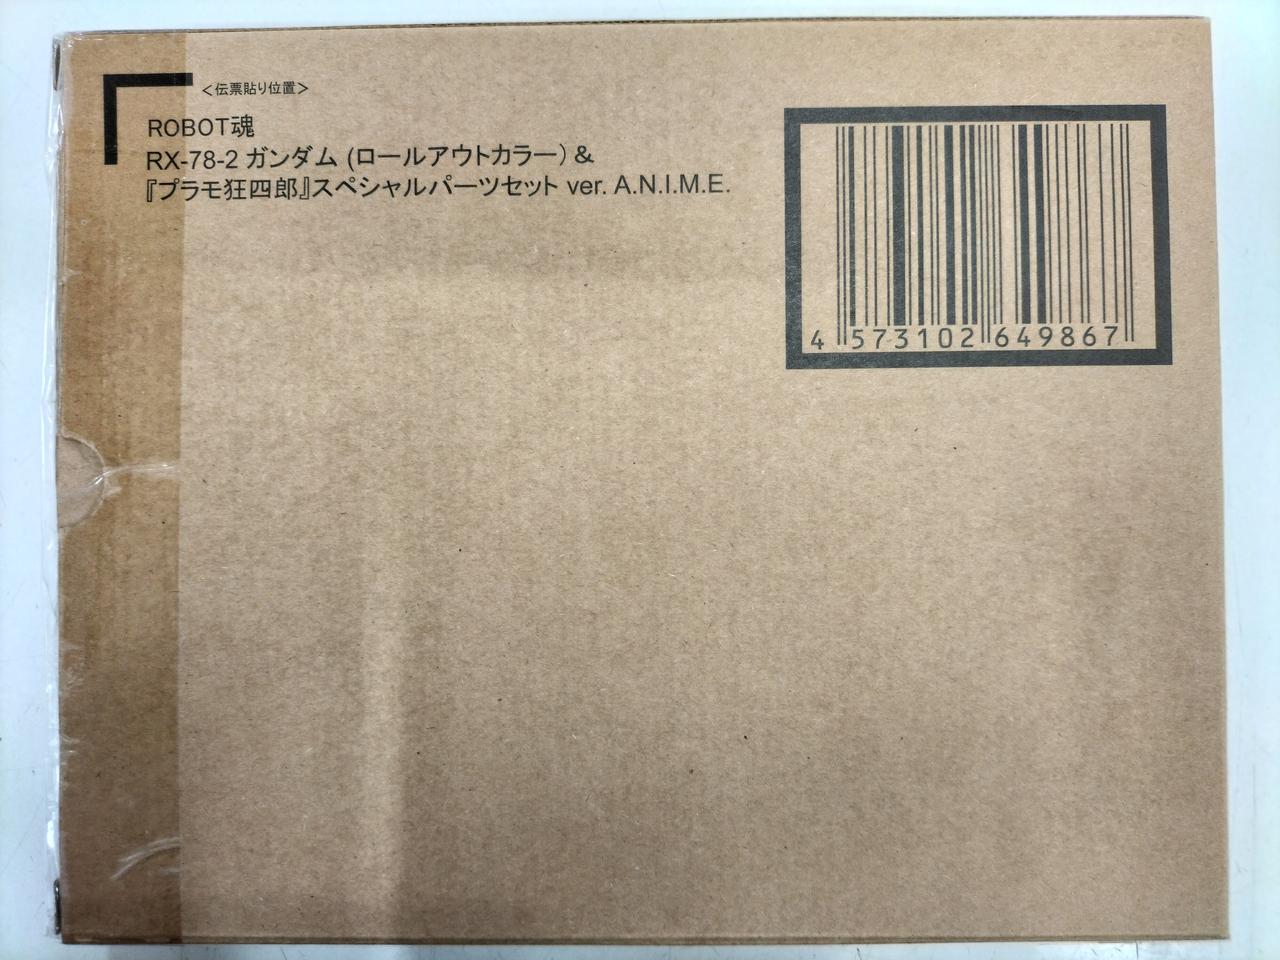 <伝票貼り位置>
ROBOT魂
RX-78-2 ガンダム (ロールアウトカラー) &
『プラモ狂四郎』スペシャルパーツセット ver. A.N.I.M.E.
4 573102 649867